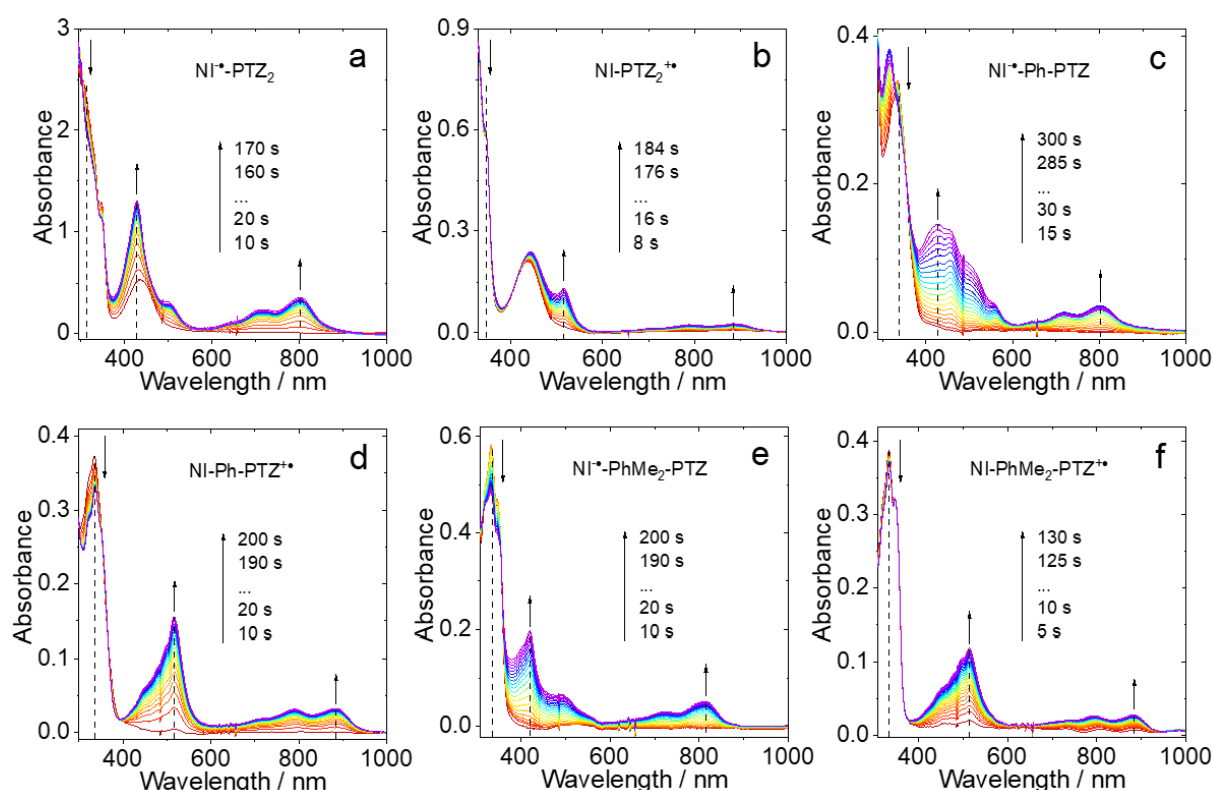 a
NI⁻•-PTZ₂
170 s
160 s
...
20 s
10 s
3
2
1
0
400 600 800 1000
Absorbance
Wavelength / nm
b
NI-PTZ₂⁺•
184 s
176 s
...
16 s
8 s
0.9
0.6
0.3
0.0
400 600 800 1000
Absorbance
Wavelength / nm
c
NI⁻•-Ph-PTZ
300 s
285 s
...
30 s
15 s
0.4
0.2
0.0
400 600 800 1000
Absorbance
Wavelength / nm
d
NI-Ph-PTZ⁺•
200 s
190 s
...
20 s
10 s
0.4
0.3
0.2
0.1
0.0
400 600 800 1000
Absorbance
Wavelength / nm
e
NI⁻•-PhMe₂-PTZ
200 s
190 s
...
20 s
10 s
0.6
0.4
0.2
0.0
400 600 800 1000
Absorbance
Wavelength / nm
f
NI-PhMe₂-PTZ⁺•
130 s
125 s
...
10 s
5 s
0.4
0.3
0.2
0.1
0.0
400 600 800 1000
Absorbance
Wavelength / nm